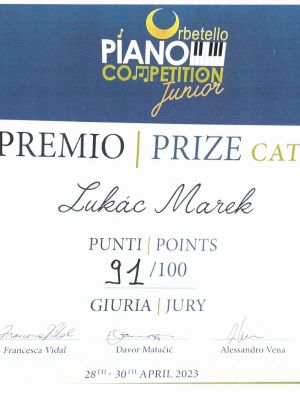 Orbetello
PIANO
COMPETITION
Junior
PREMIO | PRIZE CAT
Lukác Marek
PUNTI | POINTS
91/100
GIURIA | JURY
Francesca Vidal Davor Matačić Alessandro Vena
28TH - 30TH APRIL 2023